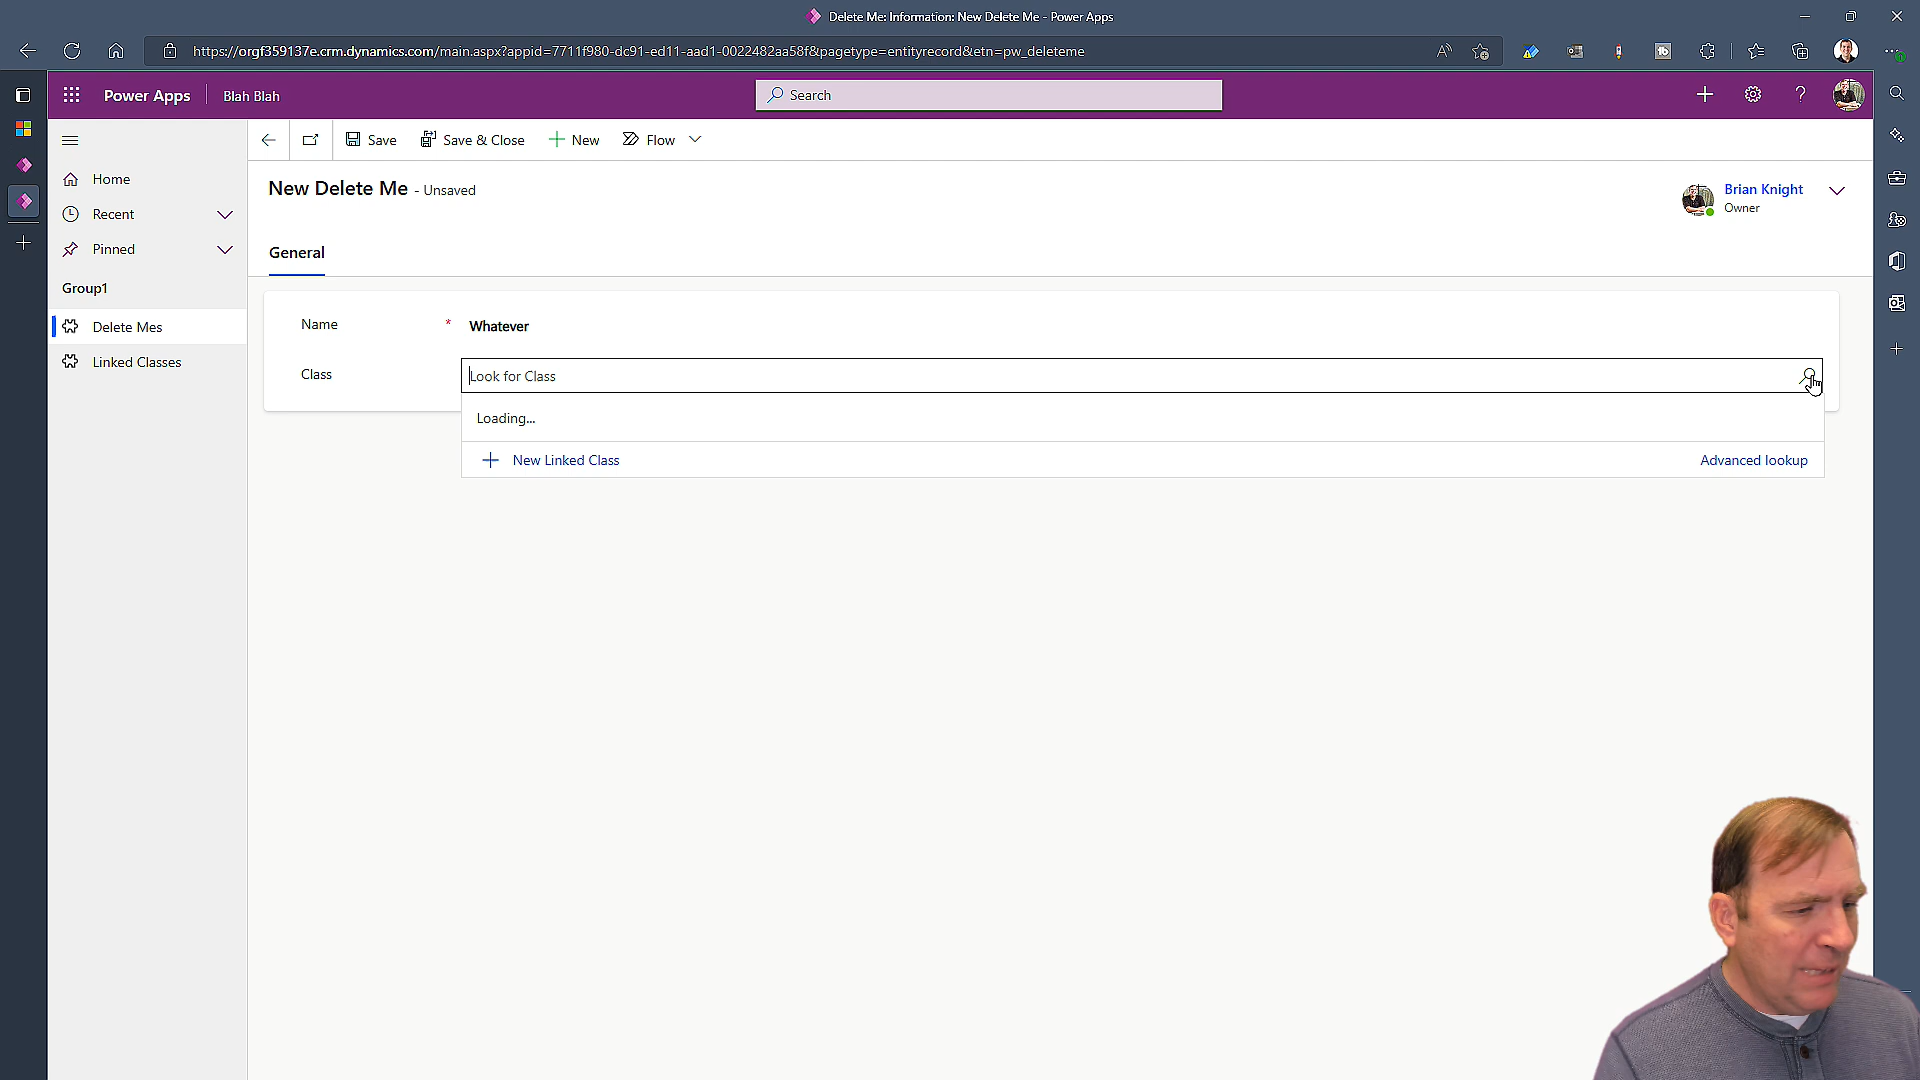 Delete Me: Information: New Delete Me - Power Apps
https://orgf359137e.crm.dynamics.com/main.aspx?appid=7711f980-dc91-ed11-aad1-0022482aa58f&pagetype=entityrecord&etn=pw_deleteme
Power Apps
Blah Blah
Search
Save
Save & Close
New
Flow
Home
Recent
Pinned
Group1
Delete Mes
Linked Classes
New Delete Me - Unsaved
Brian Knight
Owner
General
Name * Whatever
Class Look for Class
Loading...
New Linked Class
Advanced lookup